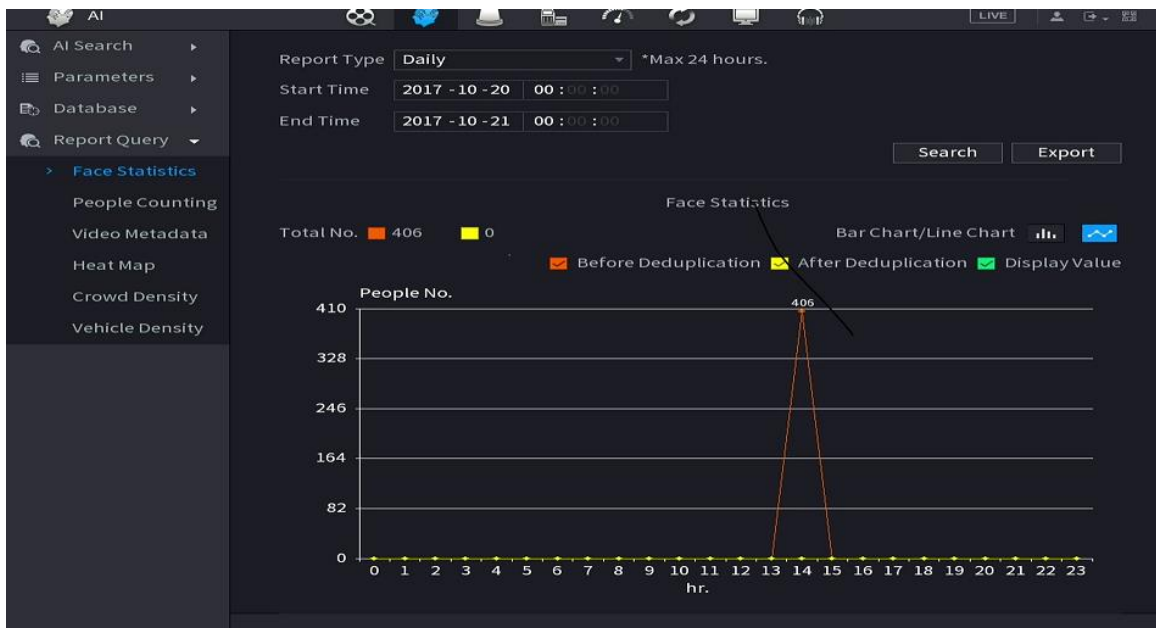 AI
LIVE
AI Search
Parameters
Database
Report Query
Face Statistics
People Counting
Video Metadata
Heat Map
Crowd Density
Vehicle Density
Report Type Daily *Max 24 hours.
Start Time 2017 -10 -20 00 : 00 : 00
End Time 2017 -10 -21 00 : 00 : 00
Search Export
Face Statistics
Total No. 406 0 Bar Chart/Line Chart
Before Deduplication After Deduplication Display Value
People No.
410
406
328
246
164
82
0
0 1 2 3 4 5 6 7 8 9 10 11 12 13 14 15 16 17 18 19 20 21 22 23
hr.